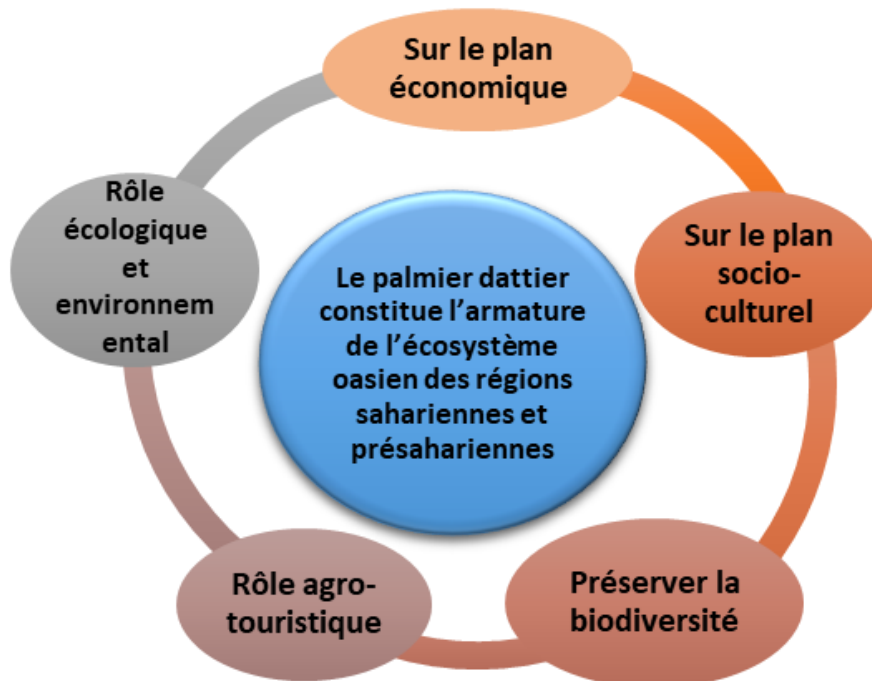 Sur le plan
économique
Sur le plan
socio-
culturel
Préserver la
biodiversité
Rôle agro-
touristique
Rôle
écologique
et
environnem
ental
Le palmier dattier
constitue l’armature
de l’écosystème
oasien des régions
sahariennes et
présahariennes